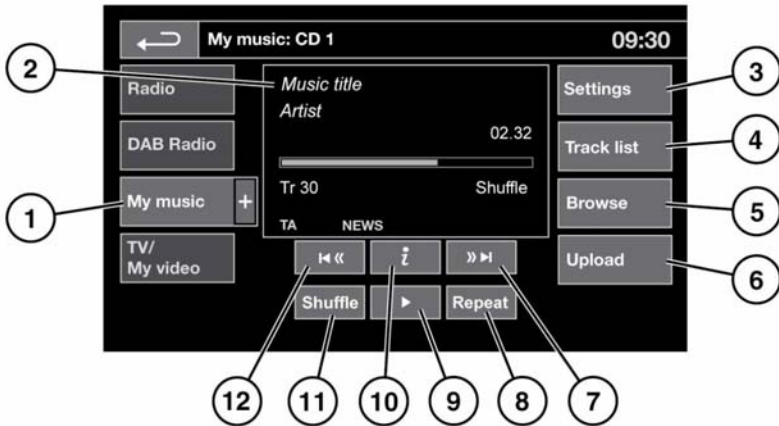 My music: CD 1
09:30
2
Radio
Music title
Settings
3
Artist
DAB Radio
02.32
Track list
4
1
My music +
Tr 30
Shuffle
Browse
5
TA NEWS
TV/
My video
i
Upload
6
Shuffle
Repeat
12
11
10
9
8
7